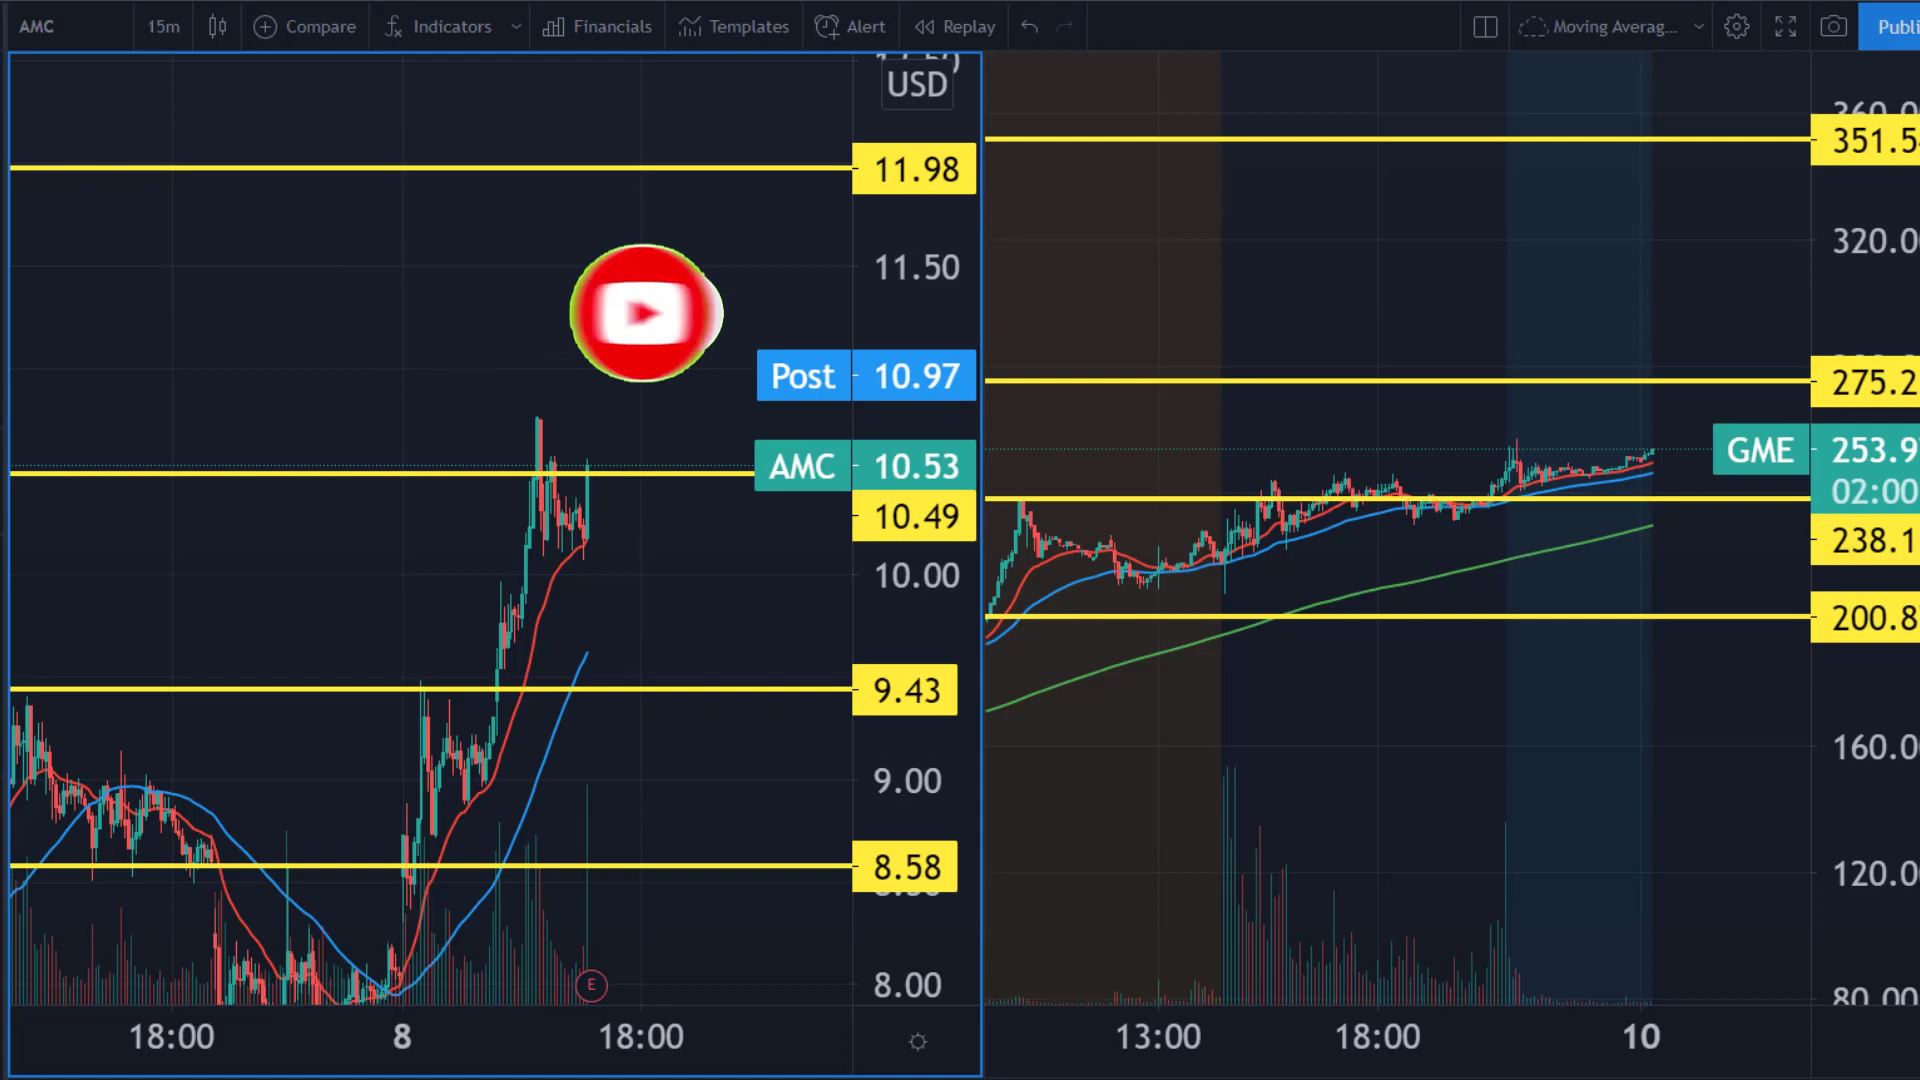 AMC
15m
Compare
Indicators
Financials
Templates
Alert
Replay
Moving Averag...
Publi
USD
11.98
11.50
Post 10.97
AMC 10.53
10.49
10.00
9.43
9.00
8.58
8.00
E
18:00 8 18:00
351.5
320.0
275.2
GME 253.9
02:00
238.1
200.8
160.0
120.0
80.00
13:00 18:00 10